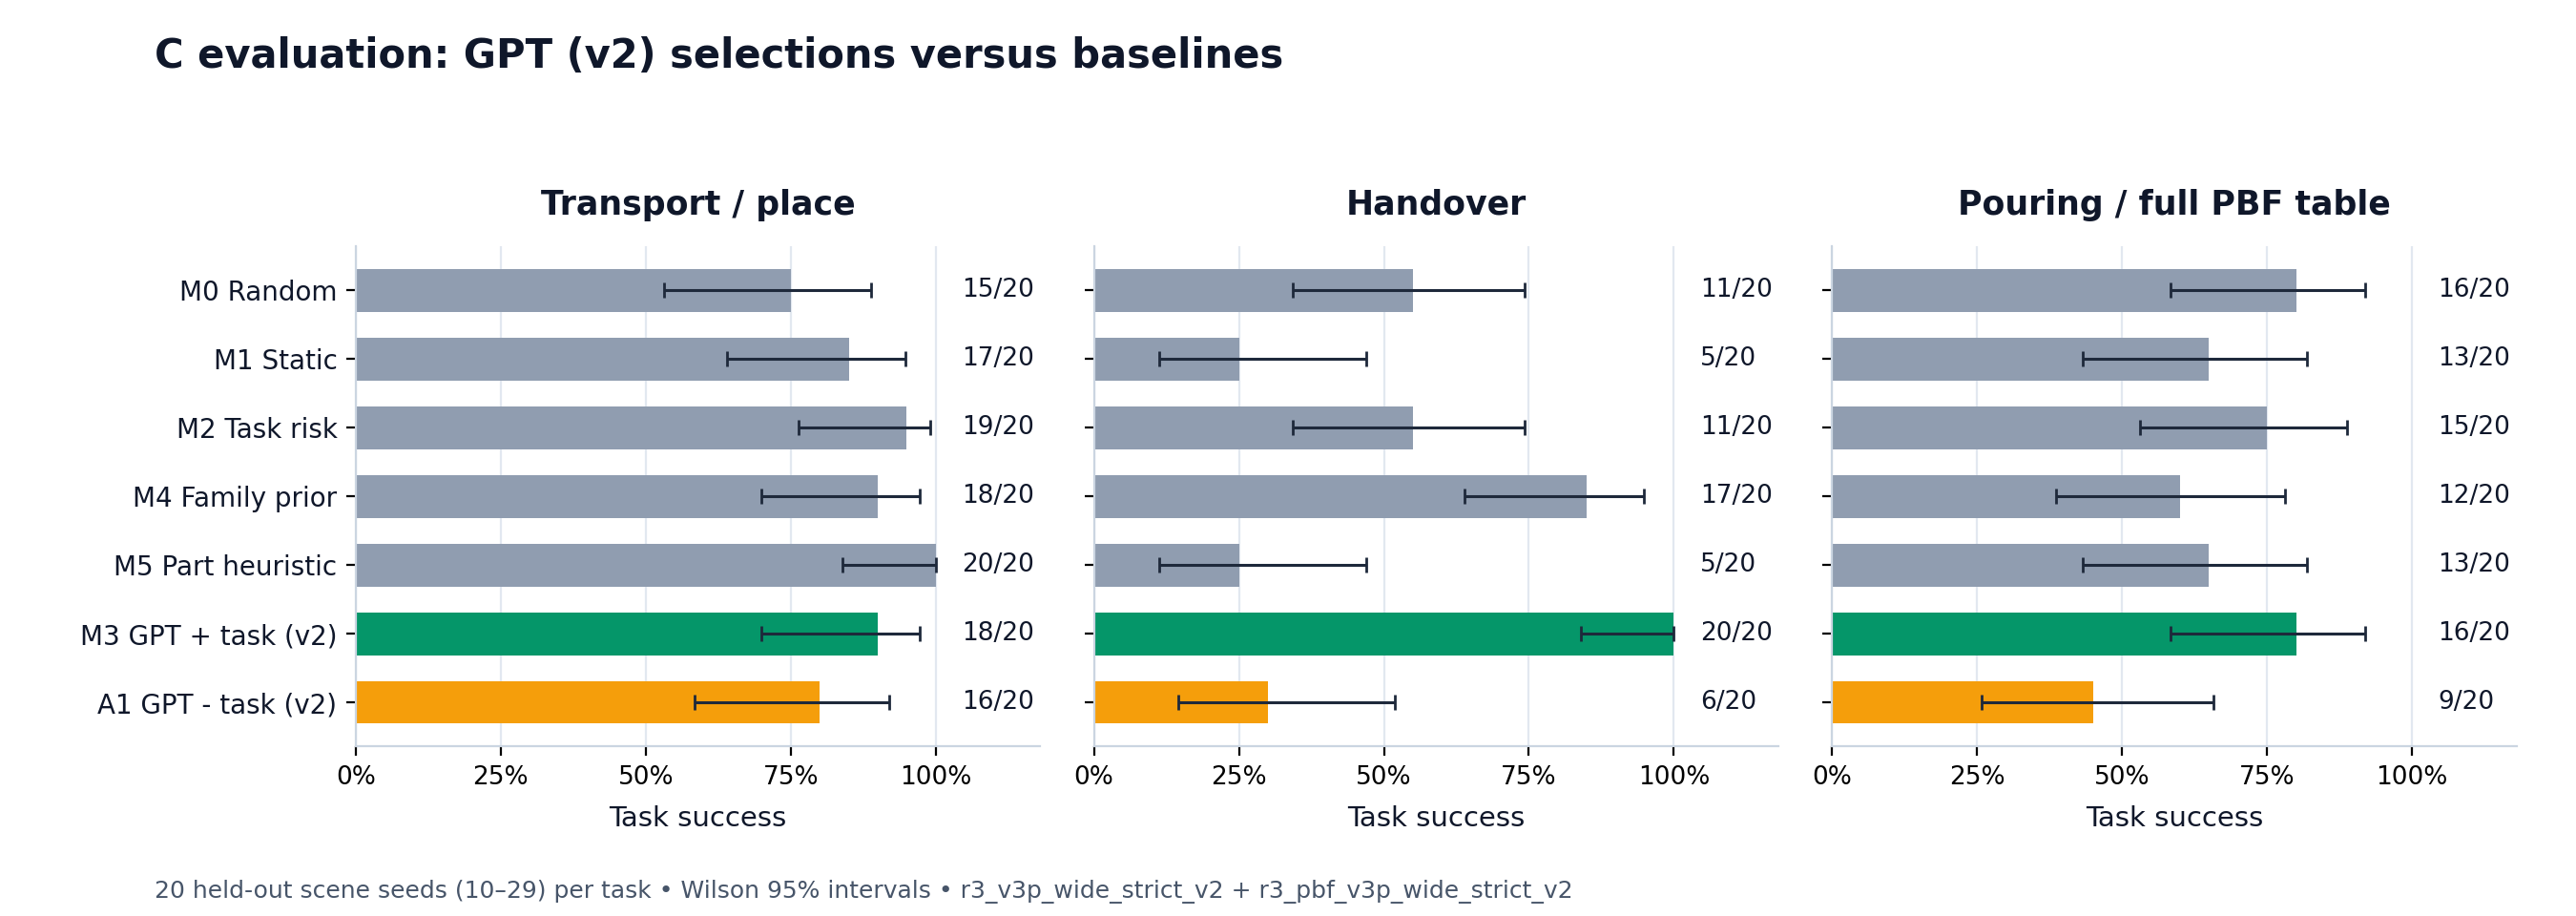 C evaluation: GPT (v2) selections versus baselines
Transport / place
Handover
Pouring / full PBF table
M0 Random 15/20 11/20 16/20
M1 Static 17/20 5/20 13/20
M2 Task risk 19/20 11/20 15/20
M4 Family prior 18/20 17/20 12/20
M5 Part heuristic 20/20 5/20 13/20
M3 GPT + task (v2) 18/20 20/20 16/20
A1 GPT - task (v2) 16/20 6/20 9/20
0% 25% 50% 75% 100% 0% 25% 50% 75% 100% 0% 25% 50% 75% 100%
Task success Task success Task success
20 held-out scene seeds (10–29) per task • Wilson 95% intervals • r3_v3p_wide_strict_v2 + r3_pbf_v3p_wide_strict_v2